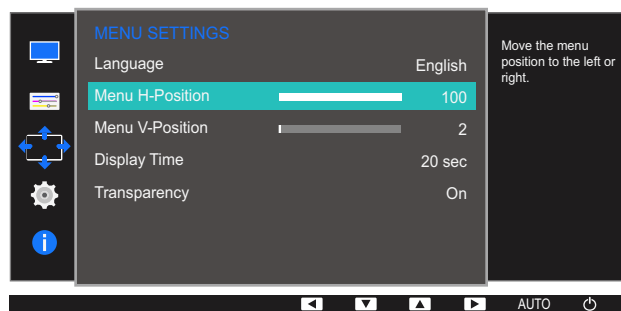 MENU SETTINGS
Language English
Menu H-Position 100
Menu V-Position 2
Display Time 20 sec
Transparency On
Move the menu
position to the left or
right.
AUTO